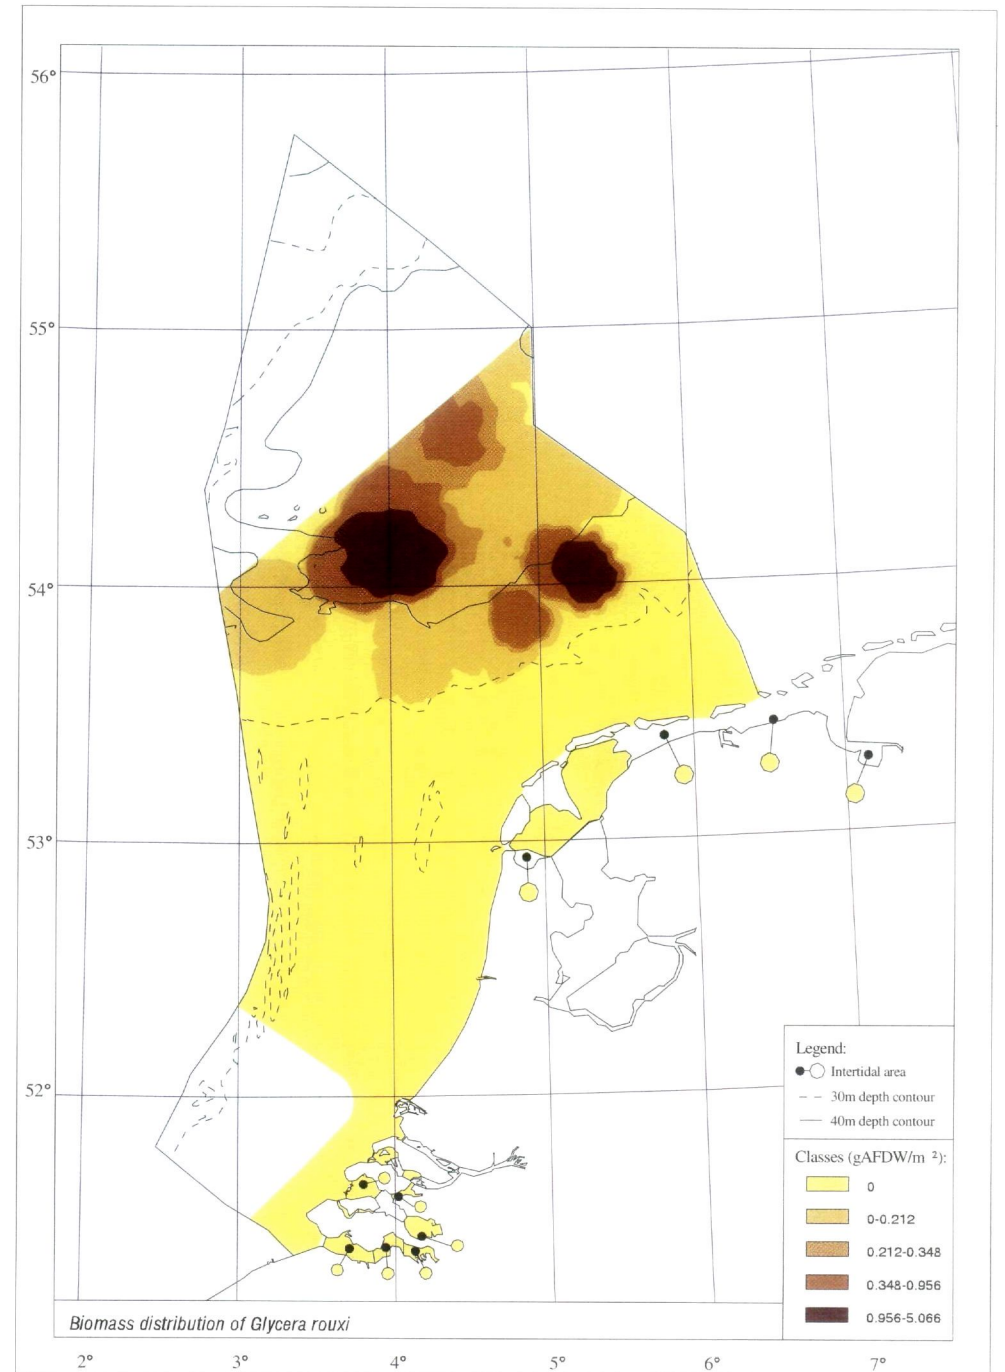 56°
55°
54°
53°
52°
Legend:
Intertidal area
30m depth contour
40m depth contour
Classes (gAFDW/m ²):
0
0-0.212
0.212-0.348
0.348-0.956
0.956-5.066
Biomass distribution of Glycera rouxi
2° 3° 4° 5° 6° 7°